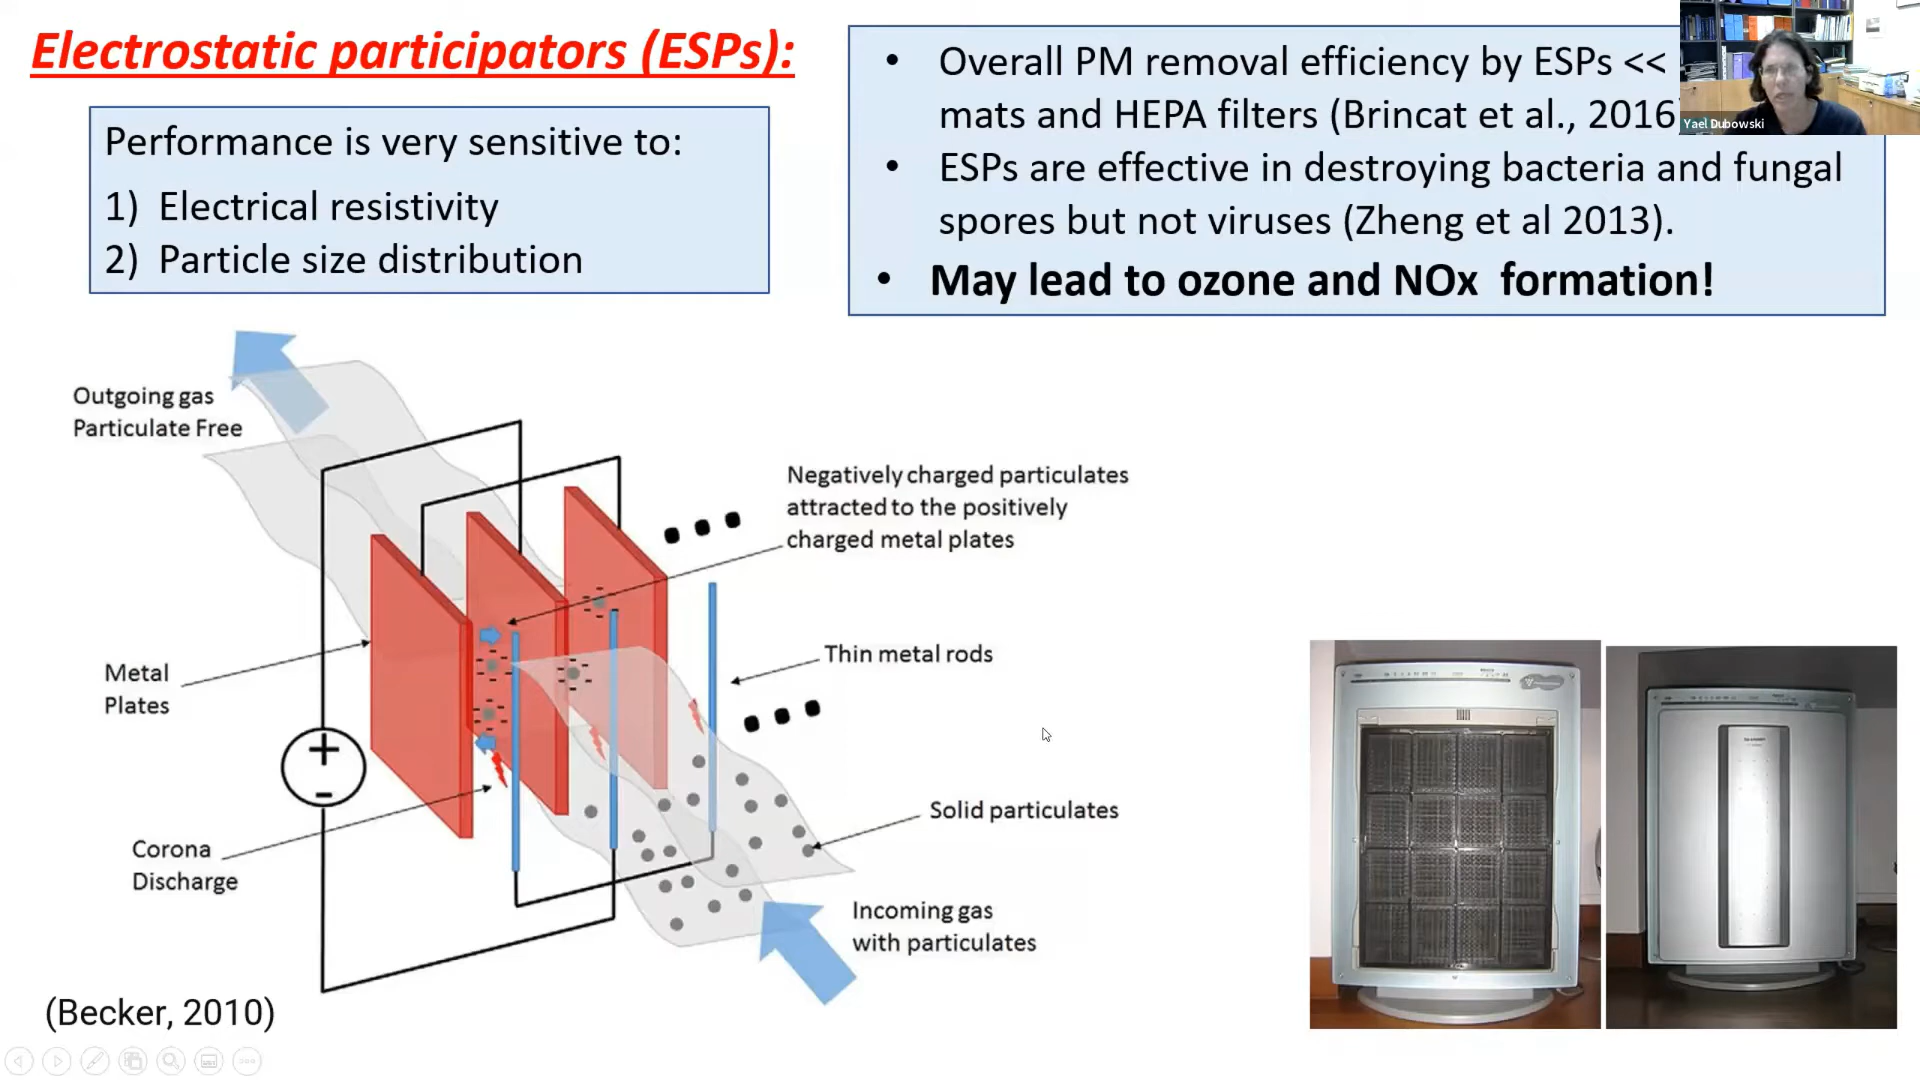 Electrostatic participators (ESPs):
Performance is very sensitive to:
1) Electrical resistivity
2) Particle size distribution
• Overall PM removal efficiency by ESPs <<
mats and HEPA filters (Brincat et al., 2016
• ESPs are effective in destroying bacteria and fungal
spores but not viruses (Zheng et al 2013).
• May lead to ozone and NOx formation!
Yael Dubowski
Outgoing gas
Particulate Free
Negatively charged particulates
attracted to the positively
charged metal plates
Metal
Plates
Thin metal rods
+
-
Corona
Discharge
Solid particulates
Incoming gas
with particulates
(Becker, 2010)